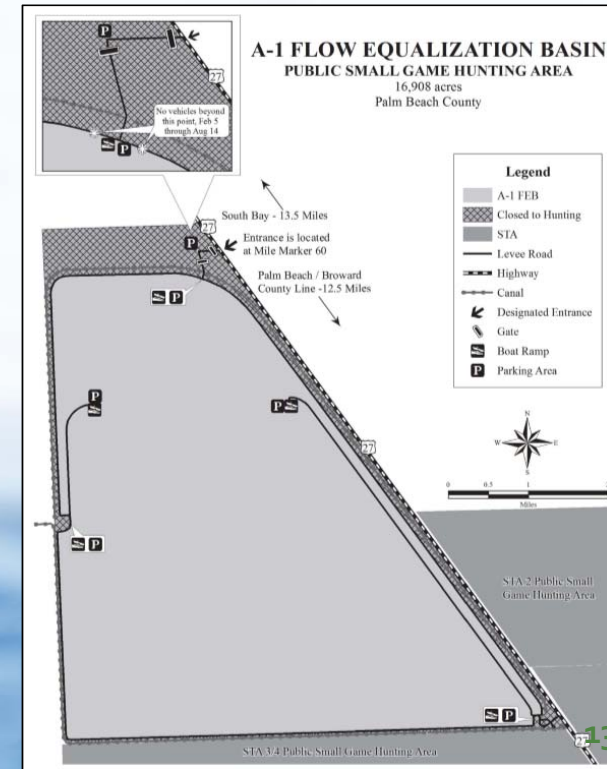 A-1 FLOW EQUALIZATION BASIN
PUBLIC SMALL GAME HUNTING AREA
16,908 acres
Palm Beach County
P
27
No vehicles beyond
this point, Feb 5
through Aug 14
P
South Bay - 13.5 Miles
27
P
Entrance is located
at Mile Marker 60
Palm Beach / Broward
County Line -12.5 Miles
P
Legend
A-1 FEB
Closed to Hunting
STA
Levee Road
Highway
Canal
Designated Entrance
Gate
Boat Ramp
P Parking Area
P
P
27
N
W E
S
0 0.5 1
Miles
P
STA 2 Public Small
Game Hunting Area
P
27
13
STA 3/4 Public Small Game Hunting Area